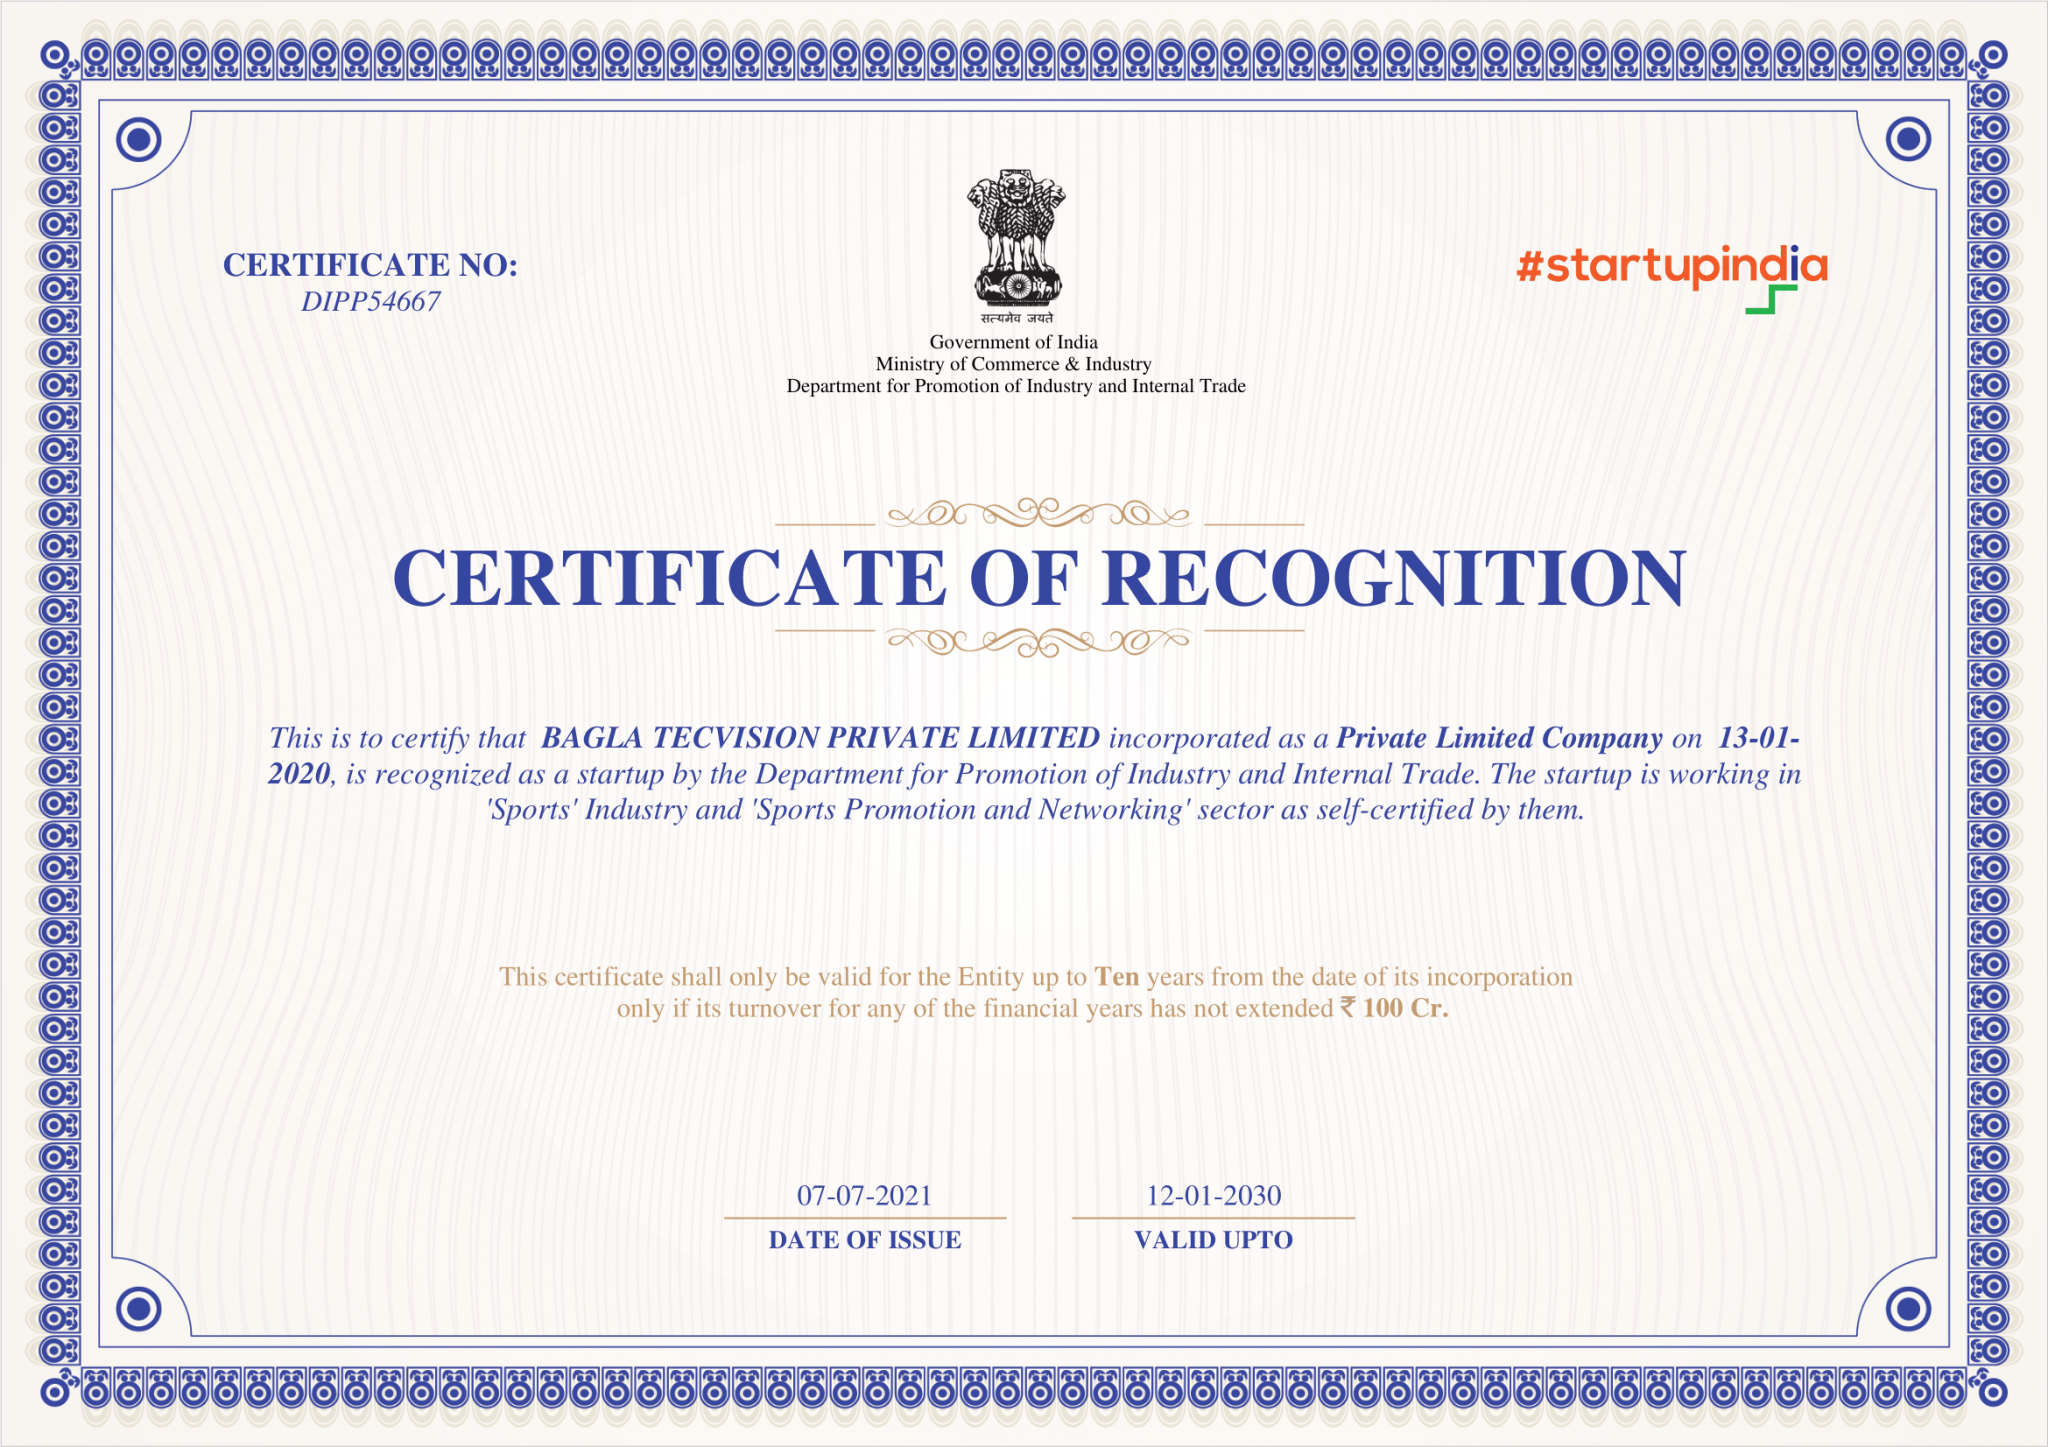 CERTIFICATE NO:
DIPP54667
सत्यमेव जयते
#startupindia
Government of India
Ministry of Commerce & Industry
Department for Promotion of Industry and Internal Trade
CERTIFICATE OF RECOGNITION
This is to certify that BAGLA TECVISION PRIVATE LIMITED incorporated as a Private Limited Company on 13-01-
2020, is recognized as a startup by the Department for Promotion of Industry and Internal Trade. The startup is working in
'Sports' Industry and 'Sports Promotion and Networking' sector as self-certified by them.
This certificate shall only be valid for the Entity up to Ten years from the date of its incorporation
only if its turnover for any of the financial years has not extended ₹ 100 Cr.
07-07-2021
DATE OF ISSUE
12-01-2030
VALID UPTO